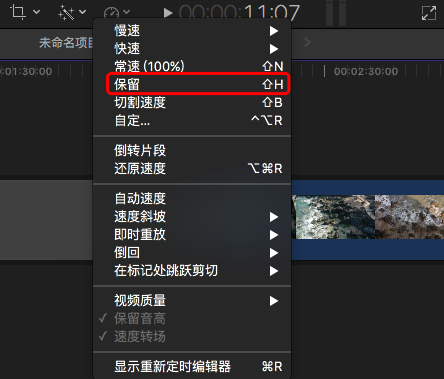 00:00:11:07
未命名项目
0:01:30:00
00:02:30:00
慢速
快速
常速 (100%) ⇧N
保留 ⇧H
切割速度 ⇧B
自定... ^⌥R
倒转片段
还原速度 ⌥⌘R
自动速度
速度斜坡
即时重放
倒回
在标记处跳跃剪切
视频质量
✓ 保留音高
✓ 速度转场
显示重新定时编辑器 ⌘R